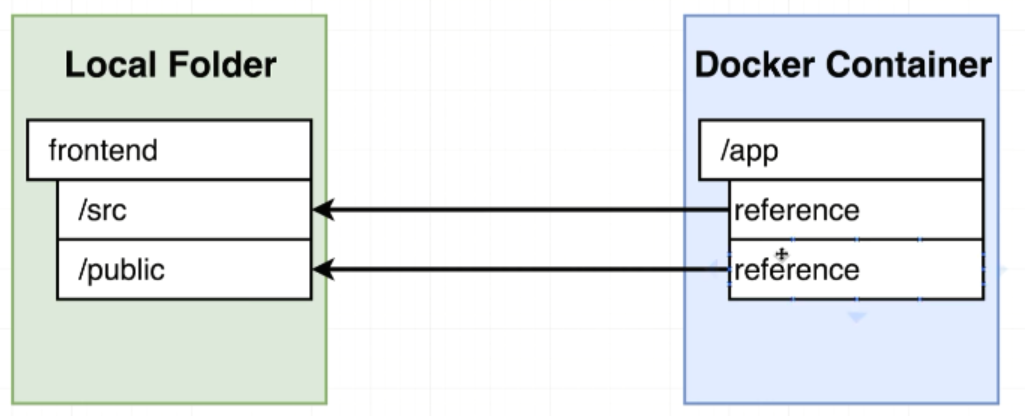 Local Folder
frontend
/src
/public
Docker Container
/app
reference
reference